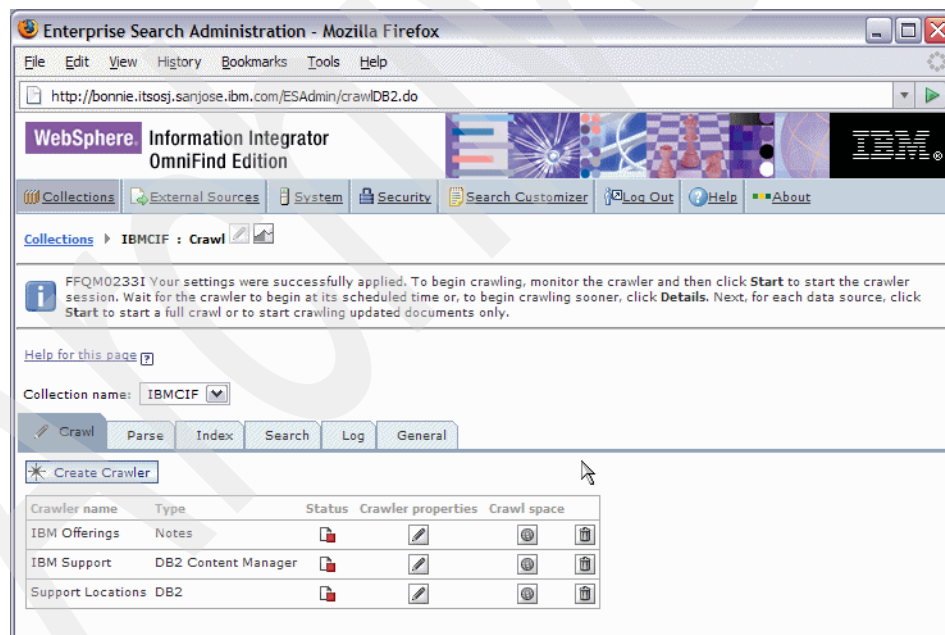 Enterprise Search Administration - Mozilla Firefox
File Edit View History Bookmarks Tools Help
http://bonnie.itsosj.sanjose.ibm.com/ESAdmin/crawlDB2.do
WebSphere. Information Integrator
OmniFind Edition
IBM®
Collections External Sources System Security Search Customizer Log Out Help About
Collections IBMCIF : Crawl
FFQM0233I Your settings were successfully applied. To begin crawling, monitor the crawler and then click Start to start the crawler
session. Wait for the crawler to begin at its scheduled time or, to begin crawling sooner, click Details. Next, for each data source, click
Start to start a full crawl or to start crawling updated documents only.
Help for this page ?
Collection name: IBMCIF
Crawl Parse Index Search Log General
Create Crawler
Crawler name Type Status Crawler properties Crawl space
IBM Offerings Notes
IBM Support DB2 Content Manager
Support Locations DB2